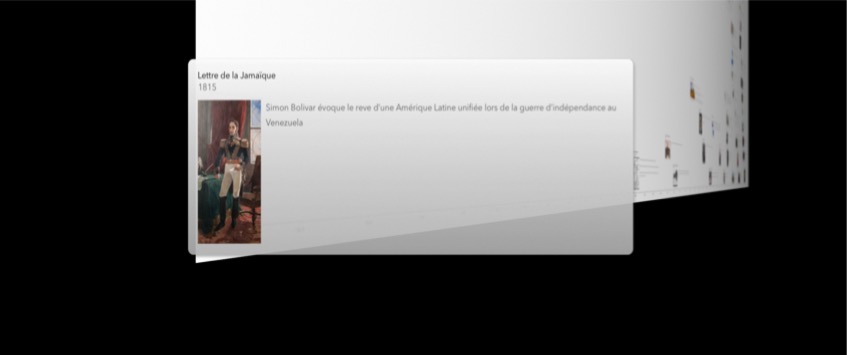 Lettre de la Jamaïque
1815
Simon Bolivar évoque le reve d'une Amérique Latine unifiée lors de la guerre d'indépendance au
Venezuela